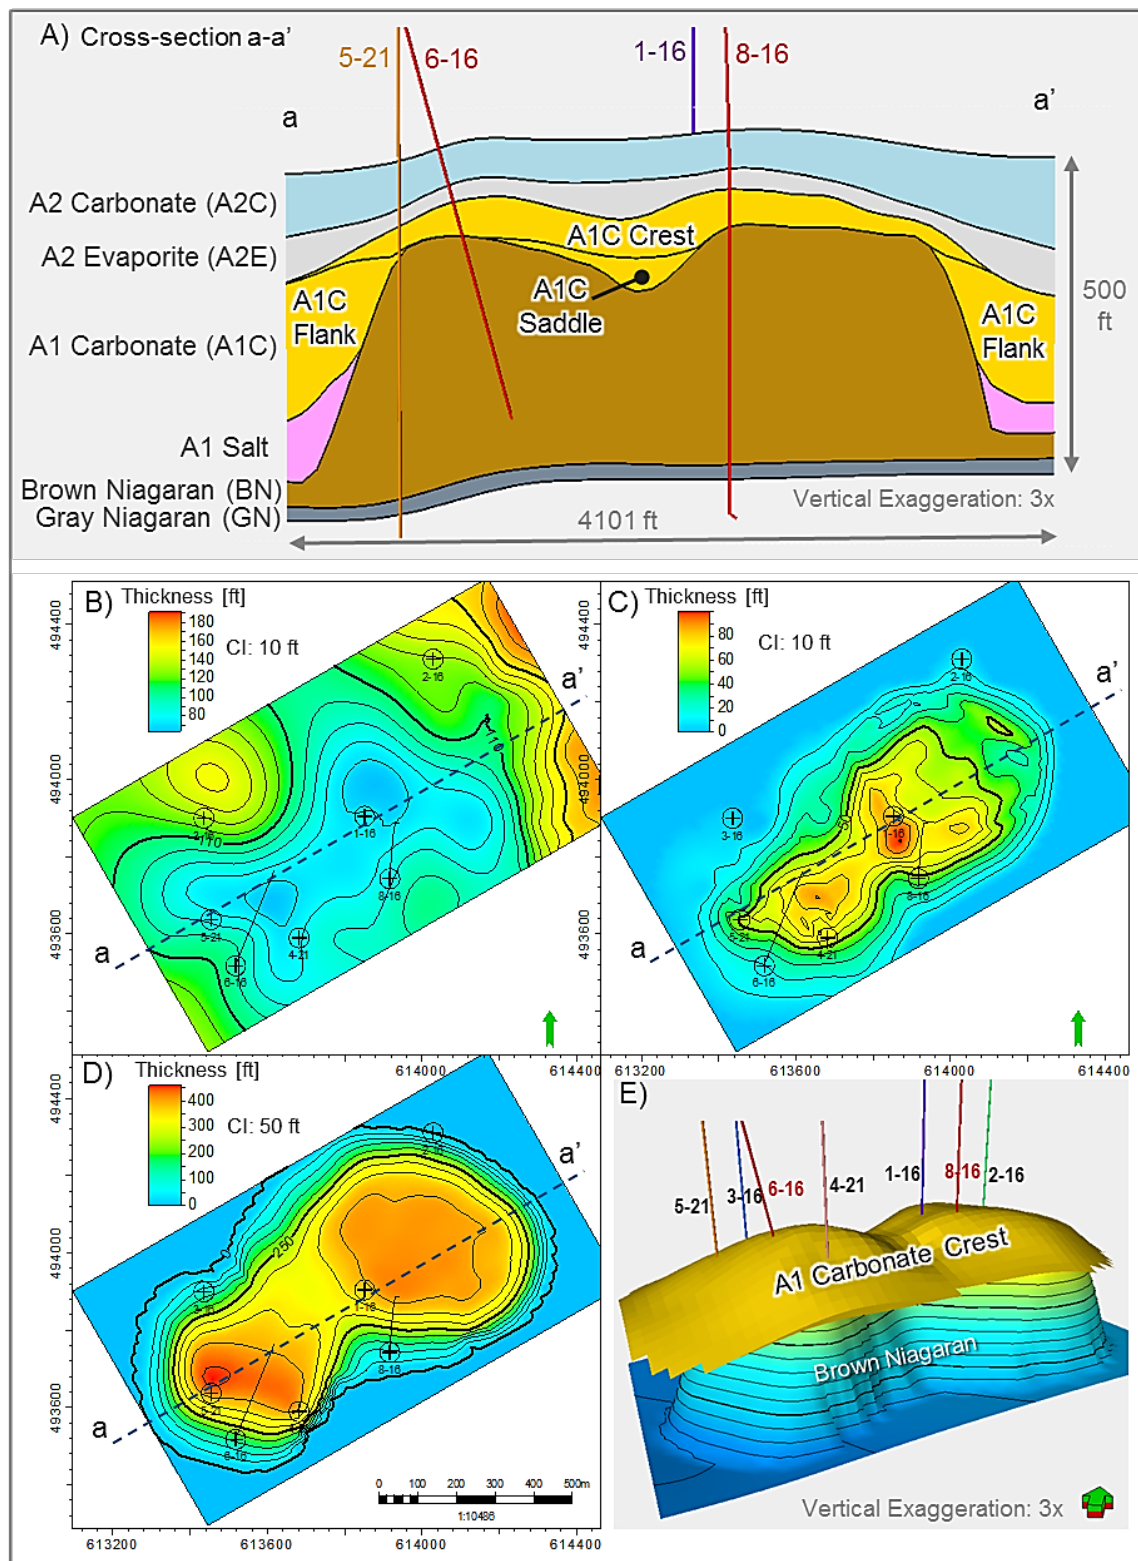 A) Cross-section a-a'
5-21
6-16
1-16
8-16
a
a'
A2 Carbonate (A2C)
A2 Evaporite (A2E)
A1 Carbonate (A1C)
A1 Salt
Brown Niagaran (BN)
Gray Niagaran (GN)
A1C Crest
A1C
Saddle
A1C
Flank
A1C
Flank
500
ft
Vertical Exaggeration: 3x
4101 ft
B)
Thickness [ft]
CI: 10 ft
180
160
140
120
100
80
494400
494000
493600
2-16
1-16
8-16
5-21
4-21
6-16
110
110
a
a'
C)
Thickness [ft]
CI: 10 ft
80
60
40
20
0
494400
494000
493600
2-16
3-16
1-16
8-16
5-21
4-21
6-16
50
a
a'
613200
613600
614000
614400
D)
Thickness [ft]
CI: 50 ft
400
300
200
100
0
614000
614400
494400
494000
493600
2-16
3-16
1-16
8-16
5-21
6-16
250
a
a'
0 100 200 300 400 500m
1:10486
613200
613600
614000
614400
E)
5-21
3-16
6-16
4-21
1-16
8-16
2-16
A1 Carbonate Crest
Brown Niagaran
Vertical Exaggeration: 3x